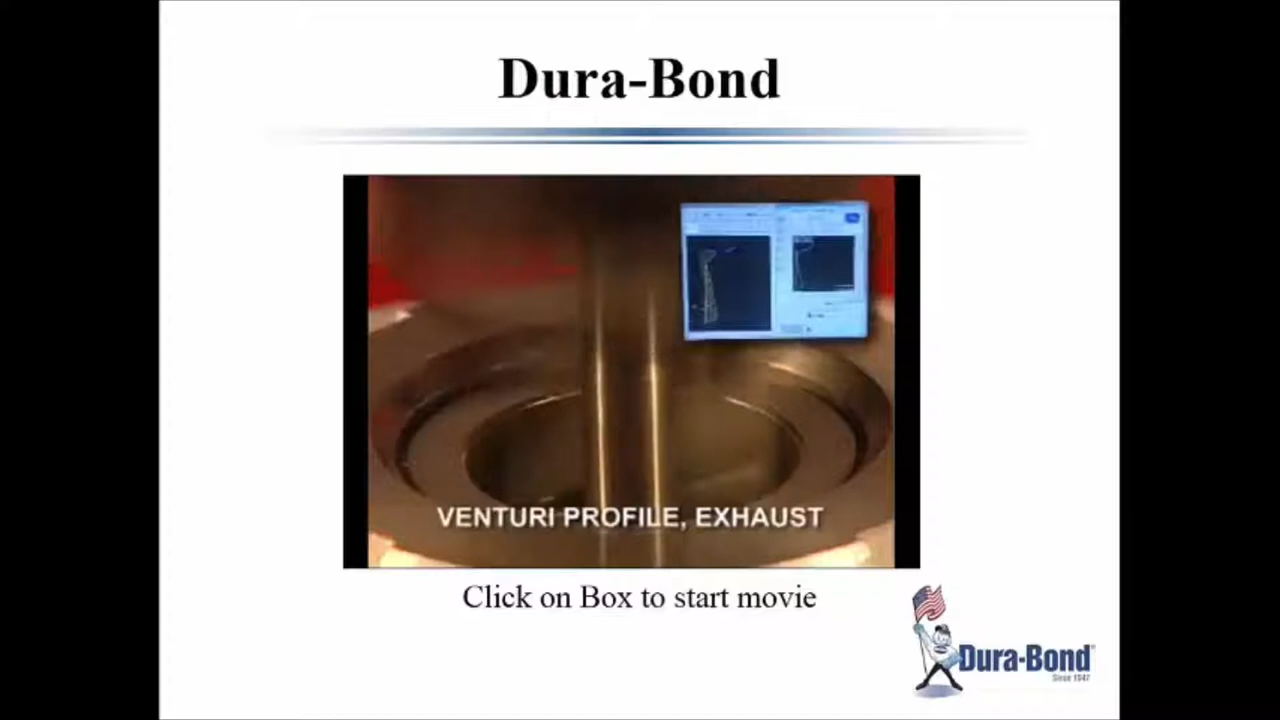 Dura-Bond
VENTURI PROFILE, EXHAUST
Click on Box to start movie
Dura-Bond®
Since 1947